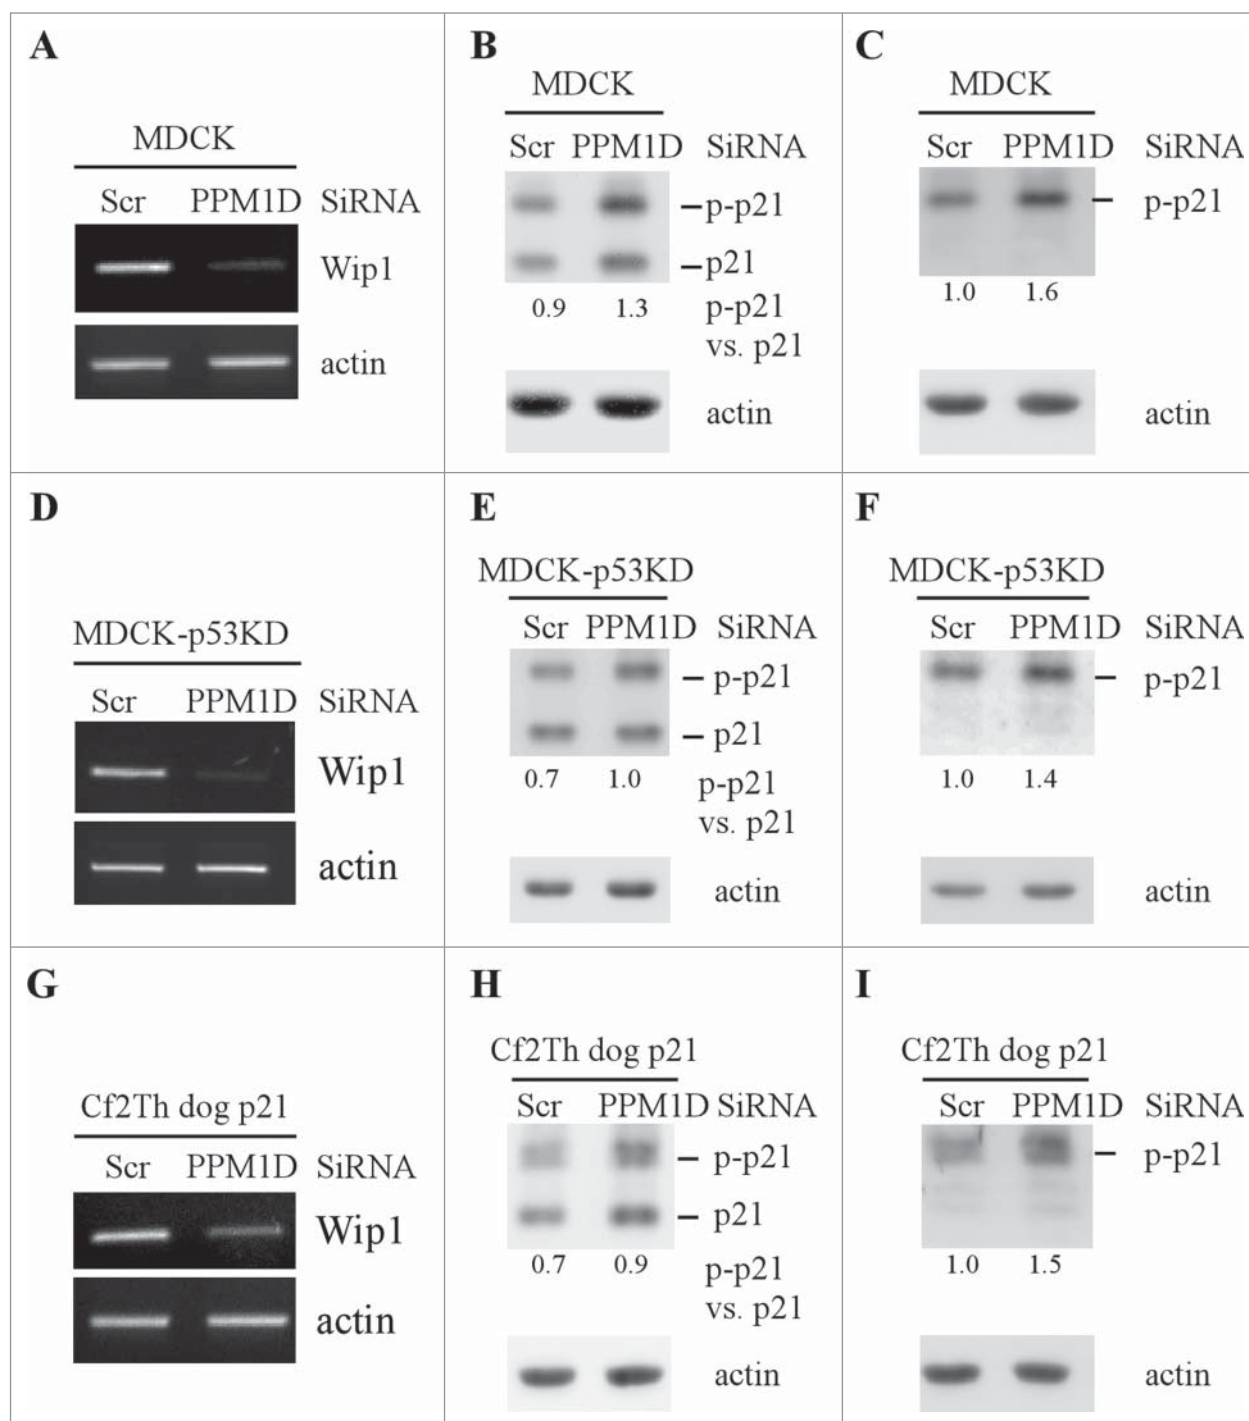 A
MDCK
Scr PPM1D SiRNA
Wip1
actin
B
MDCK
Scr PPM1D SiRNA
p-p21
p21
0.9 1.3 p-p21
vs. p21
actin
C
MDCK
Scr PPM1D SiRNA
p-p21
1.0 1.6
actin
D
MDCK-p53KD
Scr PPM1D SiRNA
Wip1
actin
E
MDCK-p53KD
Scr PPM1D SiRNA
p-p21
p21
0.7 1.0 p-p21
vs. p21
actin
F
MDCK-p53KD
Scr PPM1D SiRNA
p-p21
1.0 1.4
actin
G
Cf2Th dog p21
Scr PPM1D SiRNA
Wip1
actin
H
Cf2Th dog p21
Scr PPM1D SiRNA
p-p21
p21
0.7 0.9 p-p21
vs. p21
actin
I
Cf2Th dog p21
Scr PPM1D SiRNA
p-p21
1.0 1.5
actin